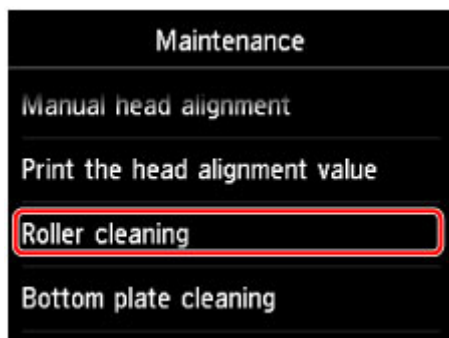 Maintenance
Manual head alignment
Print the head alignment value
Roller cleaning
Bottom plate cleaning